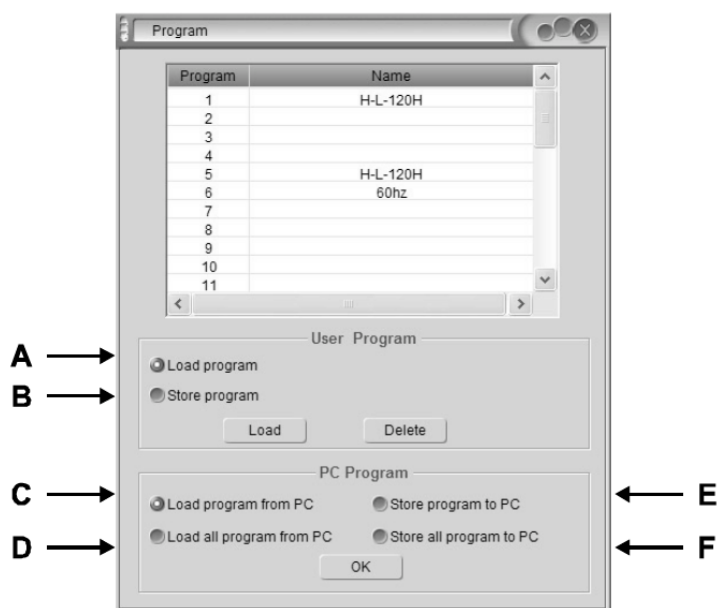 Program
Program Name
1 H-L-120H
2
3
4
5 H-L-120H
6 60hz
7
8
9
10
11
User Program
A Load program
B Store program
Load Delete
PC Program
C Load program from PC Store program to PC E
D Load all program from PC Store all program to PC F
OK